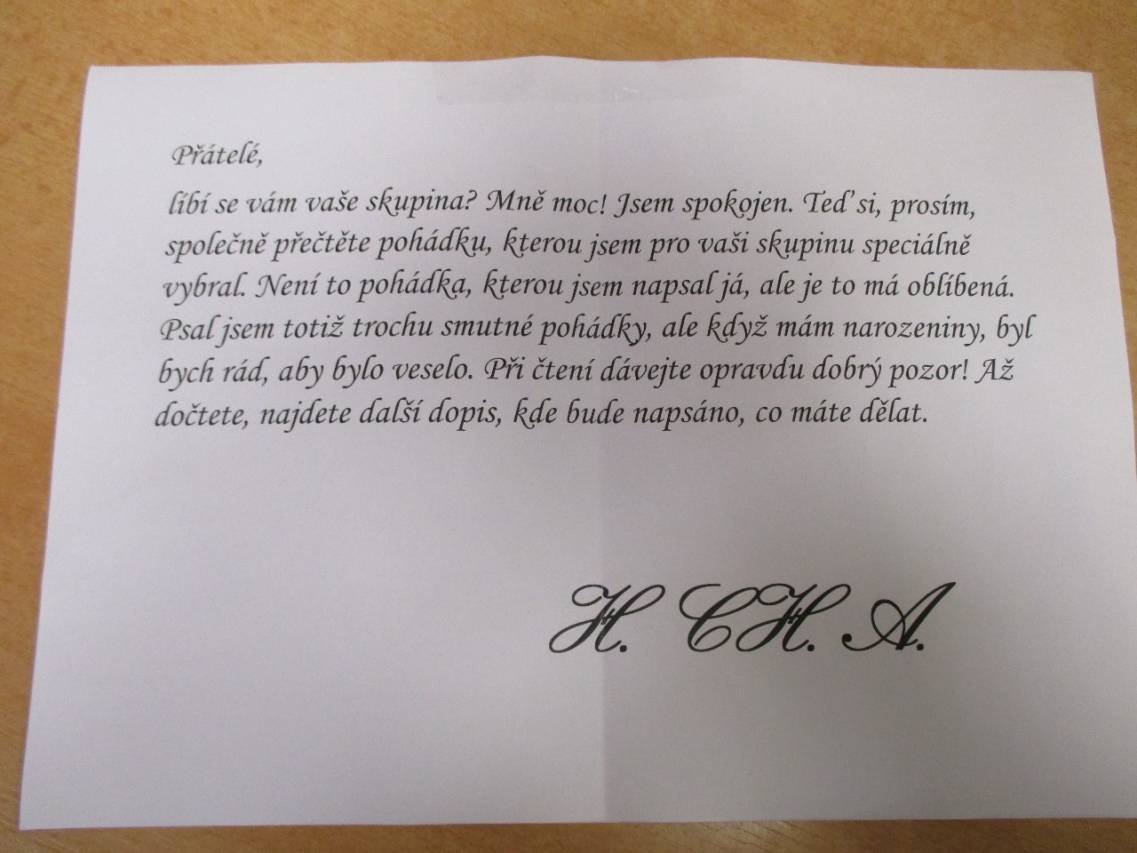 Přátelé,
líbí se vám vaše skupina? Mně moc! Jsem spokojen. Teď si, prosím,
společně přečtěte pohádku, kterou jsem pro vaši skupinu speciálně
vybral. Není to pohádka, kterou jsem napsal já, ale je to má oblíbená.
Psal jsem totiž trochu smutné pohádky, ale když mám narozeniny, byl
bych rád, aby bylo veselo. Při čtení dávejte opravdu dobrý pozor! Až
dočtete, najdete další dopis, kde bude napsáno, co máte dělat.
H. CH. A.